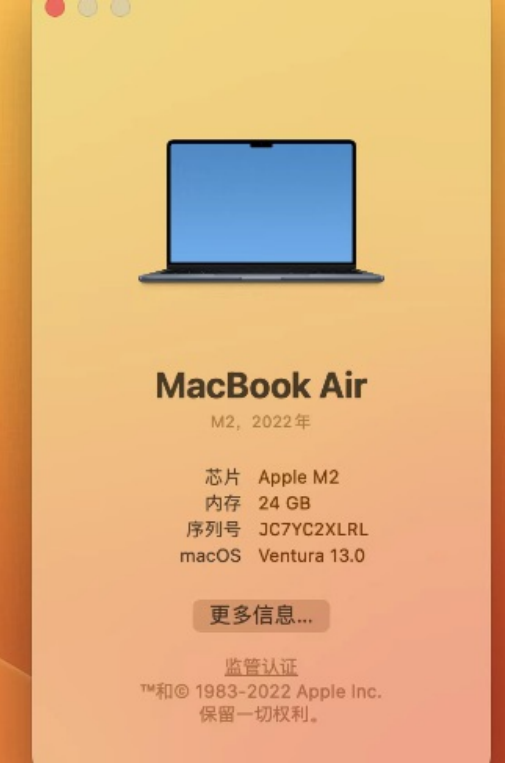 MacBook Air
M2，2022年
芯片 Apple M2
内存 24 GB
序列号 JC7YC2XLRL
macOS Ventura 13.0
更多信息...
监管认证
™和© 1983-2022 Apple Inc.
保留一切权利。